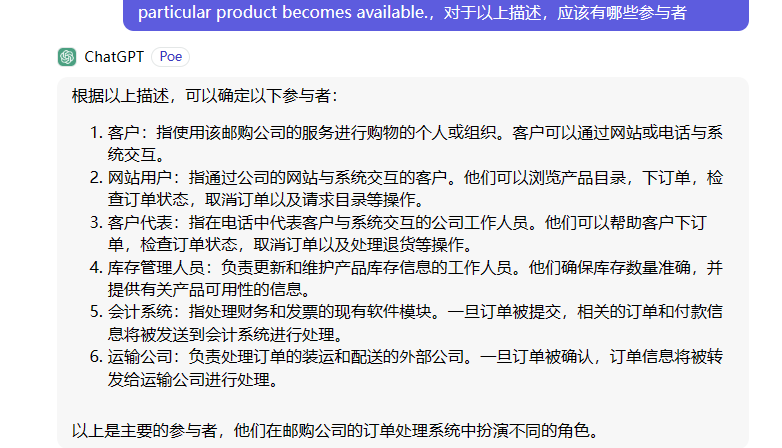 particular product becomes available.，对于以上描述，应该有哪些参与者
ChatGPT Poe
根据以上描述，可以确定以下参与者：
1. 客户：指使用该邮购公司的服务进行购物的个人或组织。客户可以通过网站或电话与系
统交互。
2. 网站用户：指通过公司的网站与系统交互的客户。他们可以浏览产品目录，下订单，检
查订单状态，取消订单以及请求目录等操作。
3. 客户代表：指在电话中代表客户与系统交互的公司工作人员。他们可以帮助客户下订
单，检查订单状态，取消订单以及处理退货等操作。
4. 库存管理人员：负责更新和维护产品库存信息的工作人员。他们确保库存数量准确，并
提供有关产品可用性的信息。
5. 会计系统：指处理财务和发票的现有软件模块。一旦订单被提交，相关的订单和付款信
息将被发送到会计系统进行处理。
6. 运输公司：负责处理订单的装运和配送的外部公司。一旦订单被确认，订单信息将被转
发给运输公司进行处理。
以上是主要的参与者，他们在邮购公司的订单处理系统中扮演不同的角色。